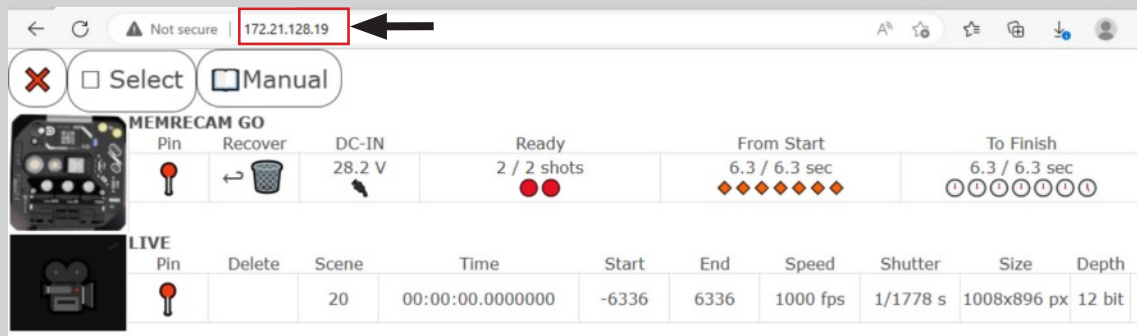 Not secure 172.21.128.19
Select Manual
MEMRECAM GO
Pin Recover DC-IN Ready From Start To Finish
28.2 V 2 / 2 shots 6.3 / 6.3 sec 6.3 / 6.3 sec
LIVE
Pin Delete Scene Time Start End Speed Shutter Size Depth
20 00:00:00.0000000 -6336 6336 1000 fps 1/1778 s 1008x896 px 12 bit